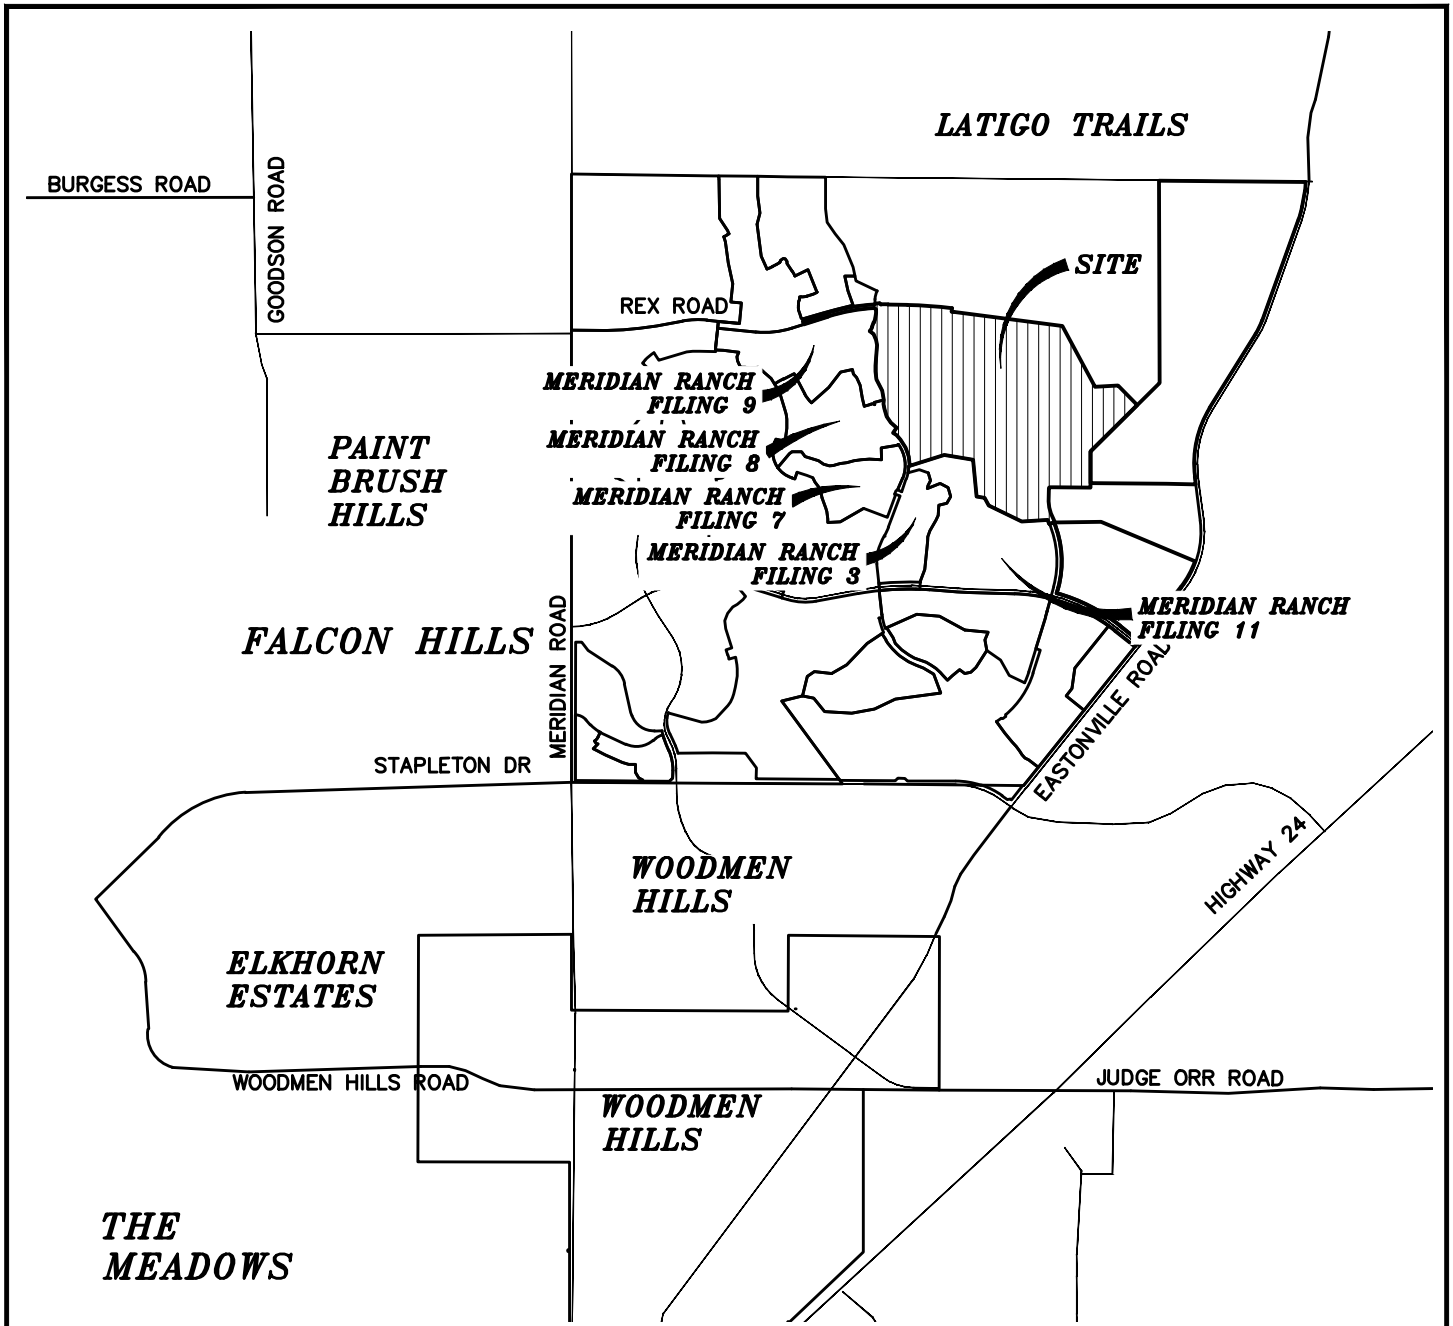 LATIGO TRAILS
BURGESS ROAD
GOODSON ROAD
SITE
REX ROAD
MERIDIAN RANCH
FILING 9
MERIDIAN RANCH
FILING 8
PAINT
BRUSH
HILLS
MERIDIAN RANCH
FILING 7
MERIDIAN RANCH
FILING 3
MERIDIAN RANCH
FILING 11
FALCON HILLS
MERIDIAN ROAD
EASTONVILLE ROAD
STAPLETON DR
HIGHWAY 24
WOODMEN
HILLS
ELKHORN
ESTATES
WOODMEN HILLS ROAD
JUDGE ORR ROAD
WOODMEN
HILLS
THE
MEADOWS